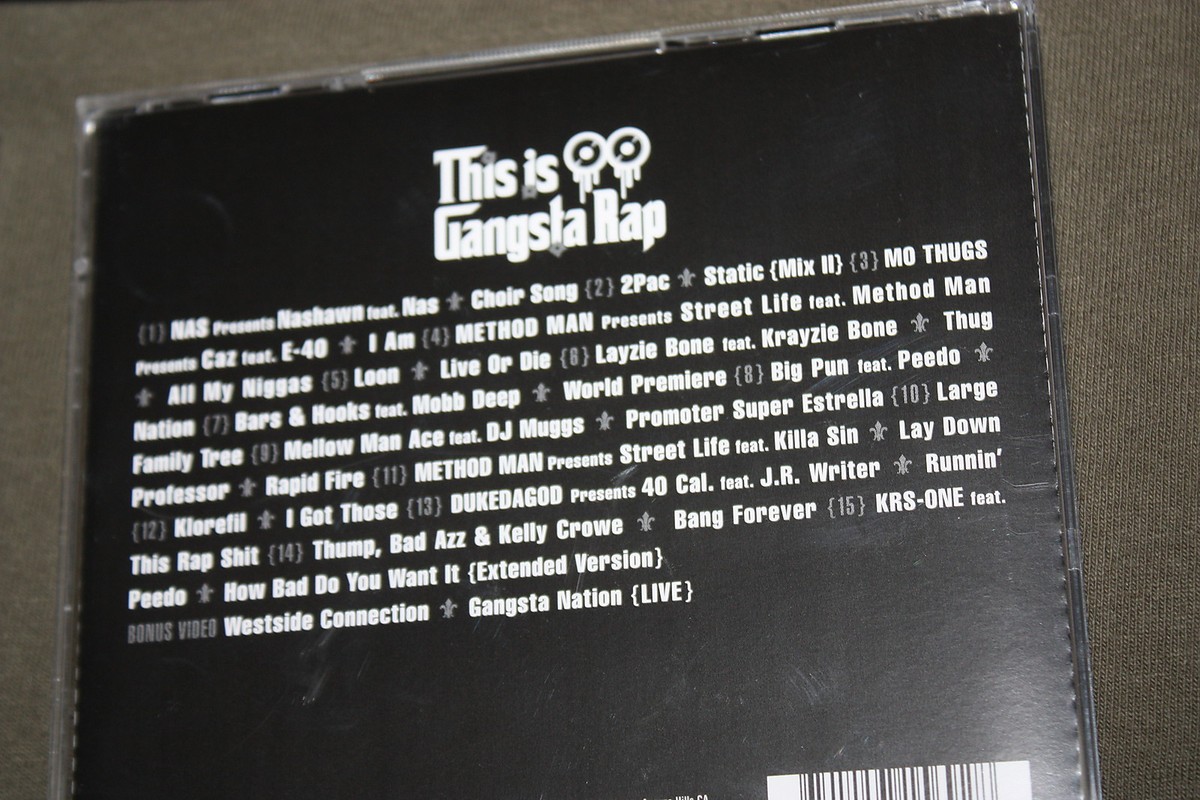 This is
Gangsta Rap
{1} NAS Presents Nashawn feat. Nas Choir Song {2} 2Pac Static {Mix II} {3} MO THUGS
Presents Caz feat. E-40 I Am {4} METHOD MAN Presents Street Life feat. Method Man
All My Niggas {5} Loon Live Or Die {6} Layzie Bone feat. Krayzie Bone Thug
Nation {7} Bars & Hooks feat. Mobb Deep World Premiere {8} Big Pun feat. Peedo
Family Tree {9} Mellow Man Ace feat. DJ Muggs Promoter Super Estrella {10} Large
Professor Rapid Fire {11} METHOD MAN Presents Street Life feat. Killa Sin Lay Down
{12} Klorefil I Got Those {13} DUKEDAGOD Presents 40 Cal. feat. J.R. Writer Runnin'
This Rap Shit {14} Thump, Bad Azz & Kelly Crowe Bang Forever {15} KRS-ONE feat.
Peedo How Bad Do You Want It {Extended Version}
BONUS VIDEO Westside Connection Gangsta Nation {LIVE}